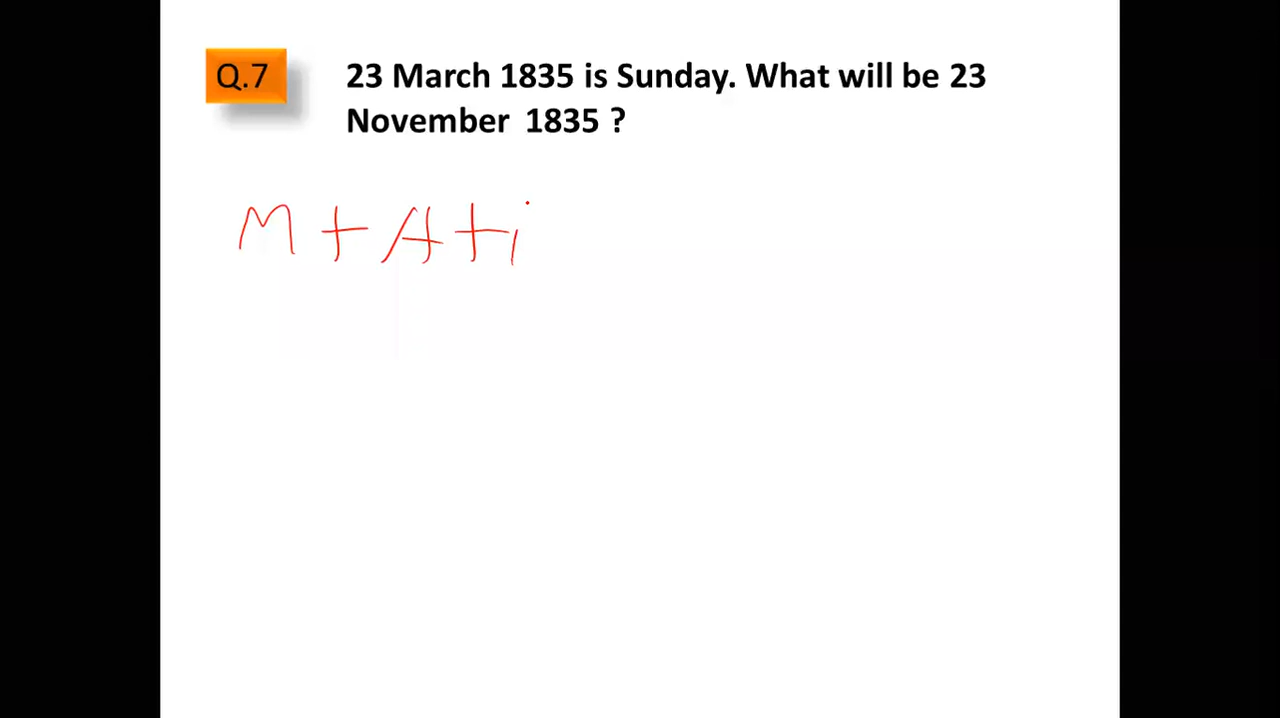 Q.7
23 March 1835 is Sunday. What will be 23
November 1835 ?
M + A +